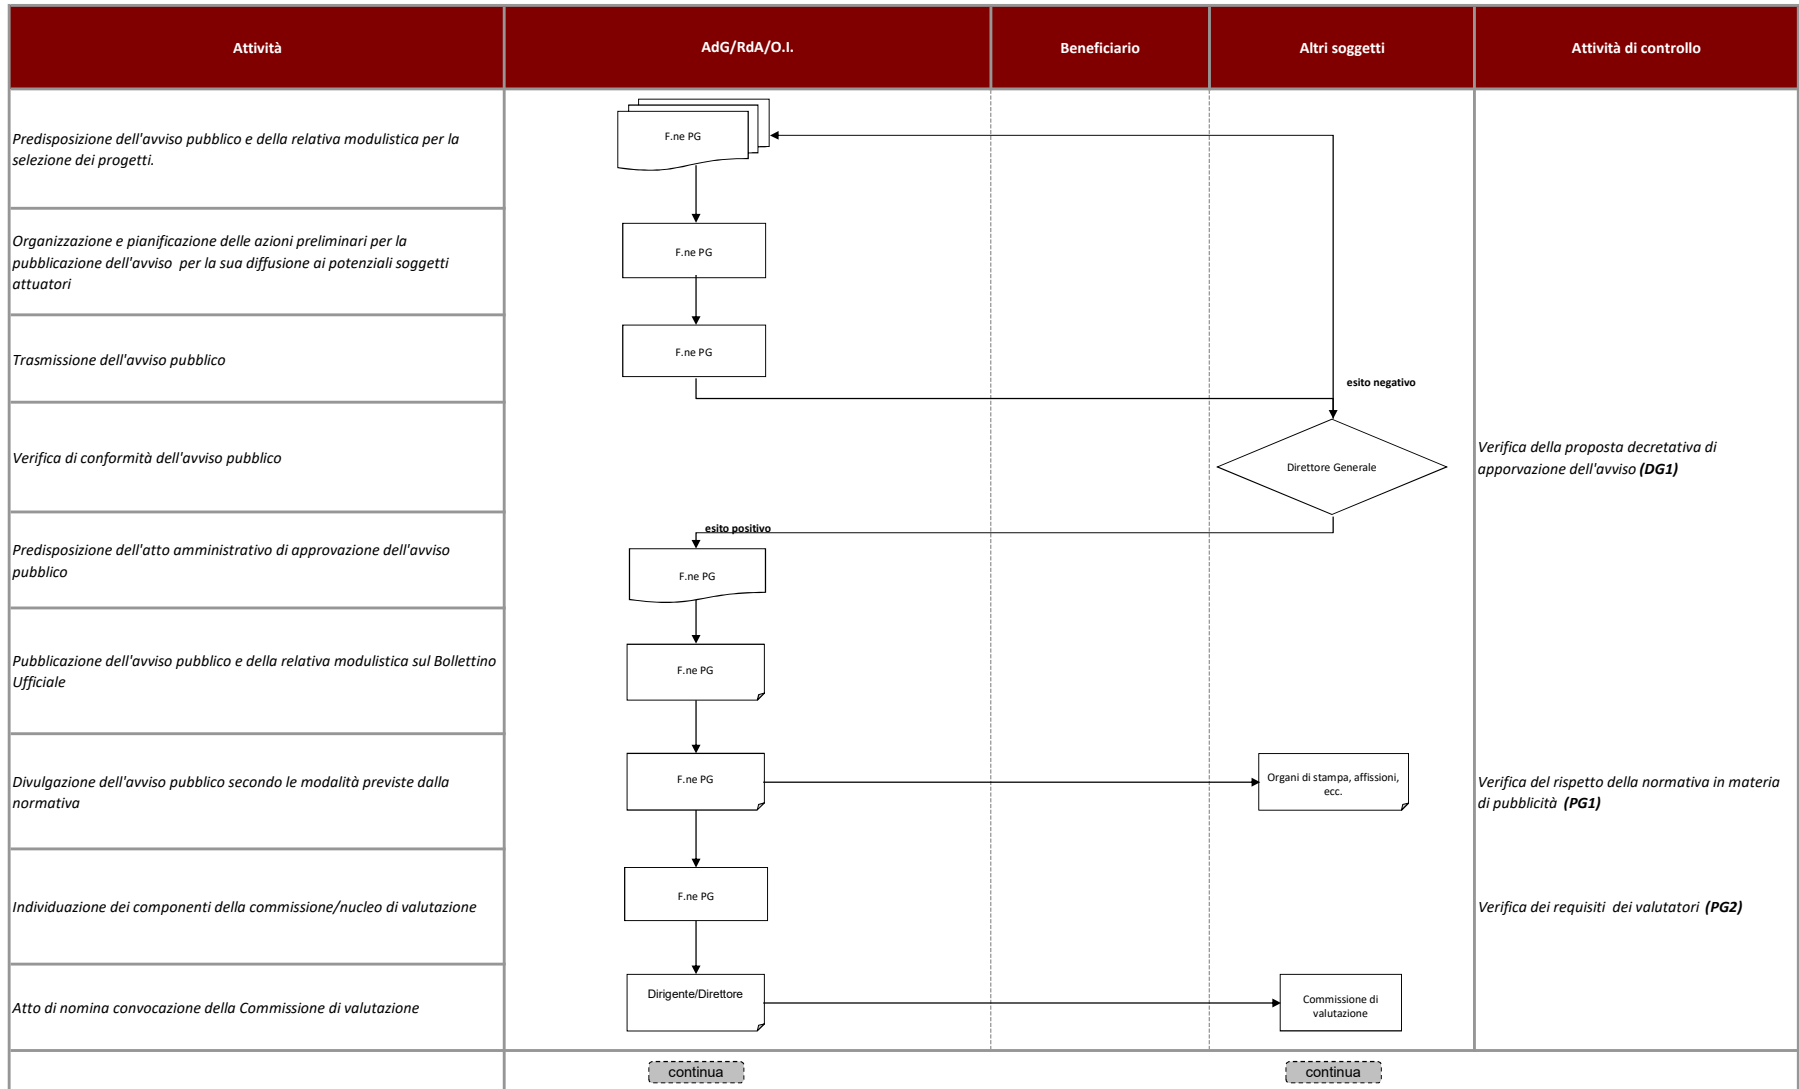 Attività
AdG/RdA/O.I.
Beneficiario
Altri soggetti
Attività di controllo
Predisposizione dell'avviso pubblico e della relativa modulistica per la
selezione dei progetti.
F.ne PG
Organizzazione e pianificazione delle azioni preliminari per la
pubblicazione dell'avviso per la sua diffusione ai potenziali soggetti
attuatori
F.ne PG
Trasmissione dell'avviso pubblico
F.ne PG
esito negativo
Verifica di conformità dell'avviso pubblico
Direttore Generale
Verifica della proposta decretativa di
apporvazione dell'avviso (DG1)
esito positivo
Predisposizione dell'atto amministrativo di approvazione dell'avviso
pubblico
F.ne PG
Pubblicazione dell'avviso pubblico e della relativa modulistica sul Bollettino
Ufficiale
F.ne PG
Divulgazione dell'avviso pubblico secondo le modalità previste dalla
normativa
F.ne PG
Organi di stampa, affissioni,
ecc.
Verifica del rispetto della normativa in materia
di pubblicità (PG1)
Individuazione dei componenti della commissione/nucleo di valutazione
F.ne PG
Verifica dei requisiti dei valutatori (PG2)
Atto di nomina convocazione della Commissione di valutazione
Dirigente/Direttore
Commissione di
valutazione
continua
continua